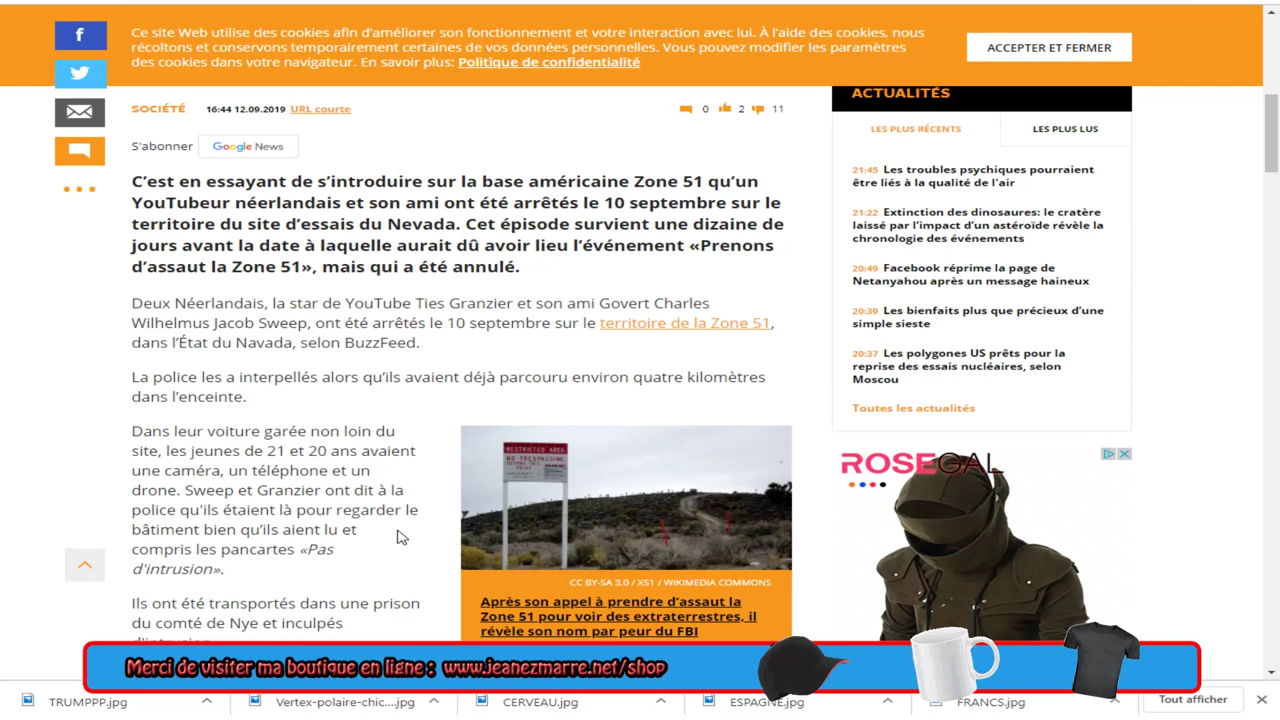 f
Ce site Web utilise des cookies afin d'améliorer son fonctionnement et votre interaction avec lui. À l'aide des cookies, nous
récoltons et conservons temporairement certaines de vos données personnelles. Vous pouvez modifier les paramètres
des cookies dans votre navigateur. En savoir plus: Politique de confidentialité
ACCEPTER ET FERMER
SOCIÉTÉ 16:44 12.09.2019 URL courte
0 2 11
S'abonner Google News
C'est en essayant de s'introduire sur la base américaine Zone 51 qu'un
YouTubeur néerlandais et son ami ont été arrêtés le 10 septembre sur le
territoire du site d'essais du Nevada. Cet épisode survient une dizaine de
jours avant la date à laquelle aurait dû avoir lieu l'événement «Prenons
d'assaut la Zone 51», mais qui a été annulé.
Deux Néerlandais, la star de YouTube Ties Granzier et son ami Govert Charles
Wilhelmus Jacob Sweep, ont été arrêtés le 10 septembre sur le territoire de la Zone 51,
dans l'État du Navada, selon BuzzFeed.
La police les a interpellés alors qu'ils avaient déjà parcouru environ quatre kilomètres
dans l'enceinte.
Dans leur voiture garée non loin du
site, les jeunes de 21 et 20 ans avaient
une caméra, un téléphone et un
drone. Sweep et Granzier ont dit à la
police qu'ils étaient là pour regarder le
bâtiment bien qu'ils aient lu et
compris les pancartes «Pas
d'intrusion».
Ils ont été transportés dans une prison
du comté de Nye et inculpés
RESTRICTED AREA
NO TRESPASSING
CC BY-SA 3.0 / X51 / WIKIMEDIA COMMONS
Après son appel à prendre d'assaut la
Zone 51 pour voir des extraterrestres, il
révèle son nom par peur du FBI
ACTUALITÉS
LES PLUS RÉCENTS LES PLUS LUS
21:45 Les troubles psychiques pourraient
être liés à la qualité de l'air
21:22 Extinction des dinosaures: le cratère
laissé par l'impact d'un astéroïde révèle la
chronologie des événements
20:49 Facebook réprime la page de
Netanyahou après un message haineux
20:39 Les bienfaits plus que précieux d'une
simple sieste
20:37 Les polygones US prêts pour la
reprise des essais nucléaires, selon
Moscou
Toutes les actualités
ROSEGAL
Merci de visiter ma boutique en ligne : www.jeanezmarre.net/shop
TRUMPPP.jpg
Vertex-polaire-chic....jpg
CERVEAU.jpg
ESPAGNE.jpg
FRANCS.jpg
Tout afficher